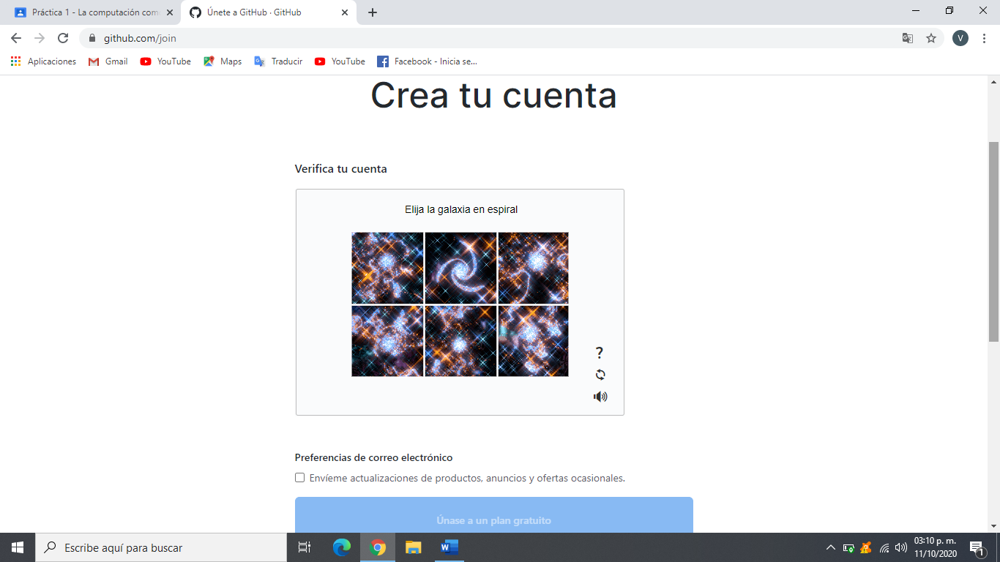 Práctica 1 - La computación com
Únete a GitHub · GitHub
github.com/join
V
Aplicaciones
Gmail
YouTube
Maps
Traducir
YouTube
Facebook - Inicia se...
Crea tu cuenta
Verifica tu cuenta
Elija la galaxia en espiral
?
Preferencias de correo electrónico
Envíeme actualizaciones de productos, anuncios y ofertas ocasionales.
Únase a un plan gratuito
Escribe aquí para buscar
W
03:10 p. m.
11/10/2020
1